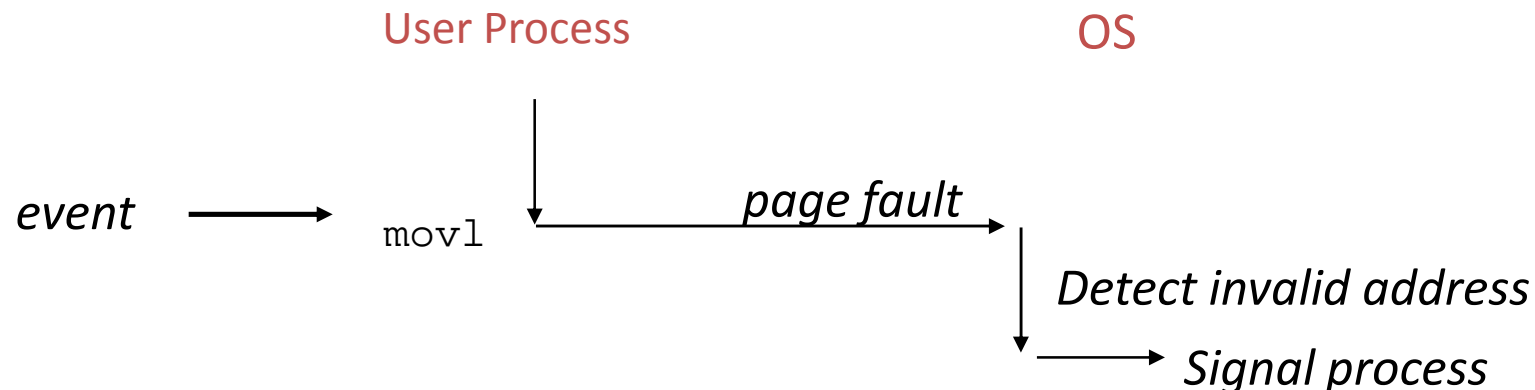 User Process
OS
event
movl
page fault
Detect invalid address
Signal process